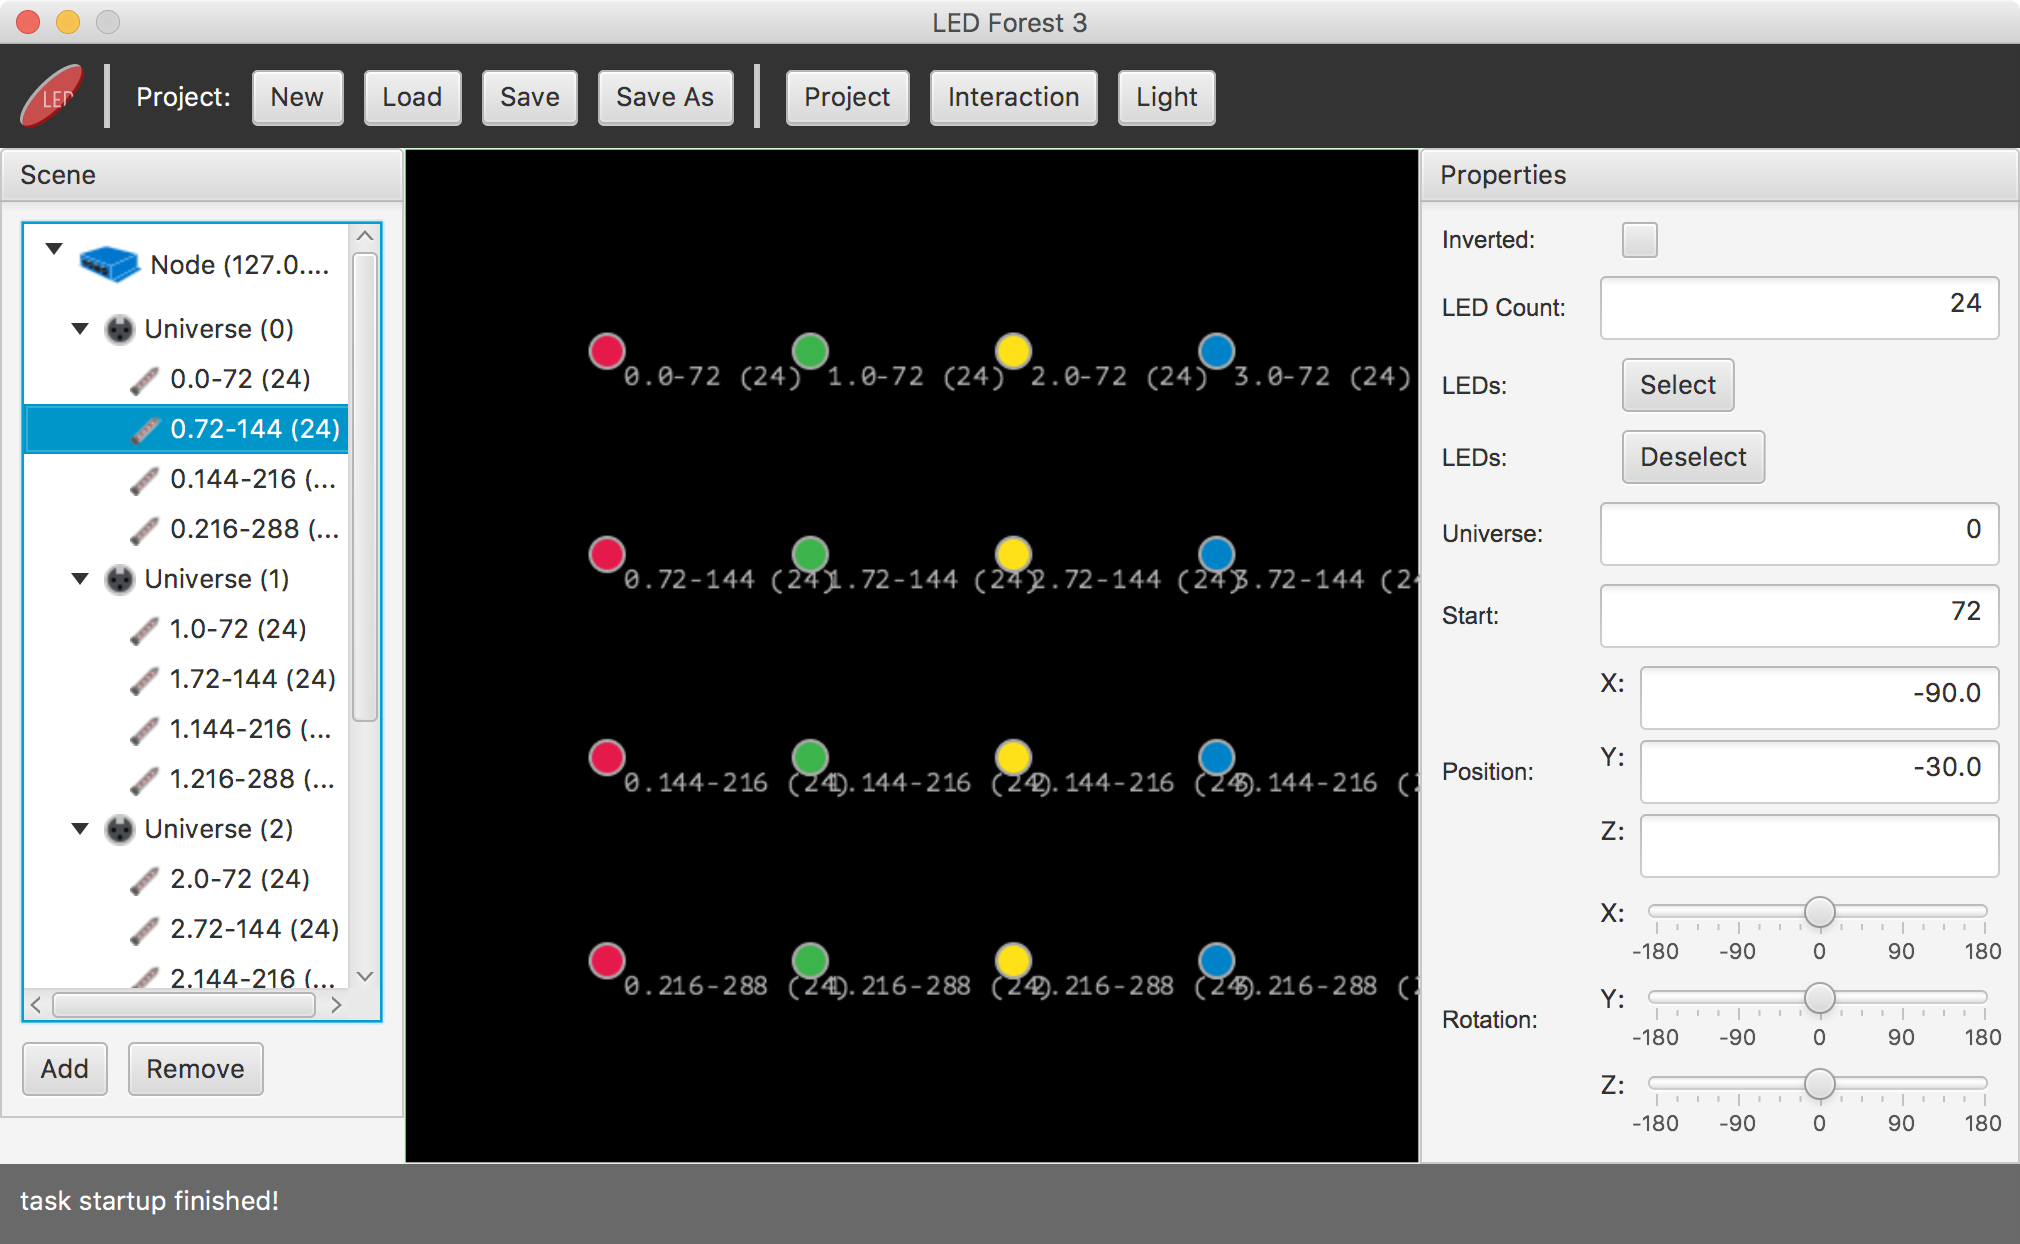 LED Forest 3
LED
Project: New Load Save Save As Project Interaction Light
Scene
Node (127.0....
Universe (0)
0.0-72 (24)
0.72-144 (24)
0.144-216 (...
0.216-288 (...
Universe (1)
1.0-72 (24)
1.72-144 (24)
1.144-216 (...
1.216-288 (...
Universe (2)
2.0-72 (24)
2.72-144 (24)
2.144-216 (...
Add Remove
0.0-72 (24) 1.0-72 (24) 2.0-72 (24) 3.0-72 (24)
0.72-144 (24) 1.72-144 (24) 2.72-144 (24) 3.72-144 (24
0.144-216 (24) 1.144-216 (24) 2.144-216 (24) 3.144-216 (2
0.216-288 (24) 1.216-288 (24) 2.216-288 (24) 3.216-288 (2
Properties
Inverted:
LED Count: 24
LEDs: Select
LEDs: Deselect
Universe: 0
Start: 72
Position:
X: -90.0
Y: -30.0
Z:
Rotation:
X:
-180 -90 0 90 180
Y:
-180 -90 0 90 180
Z:
-180 -90 0 90 180
task startup finished!